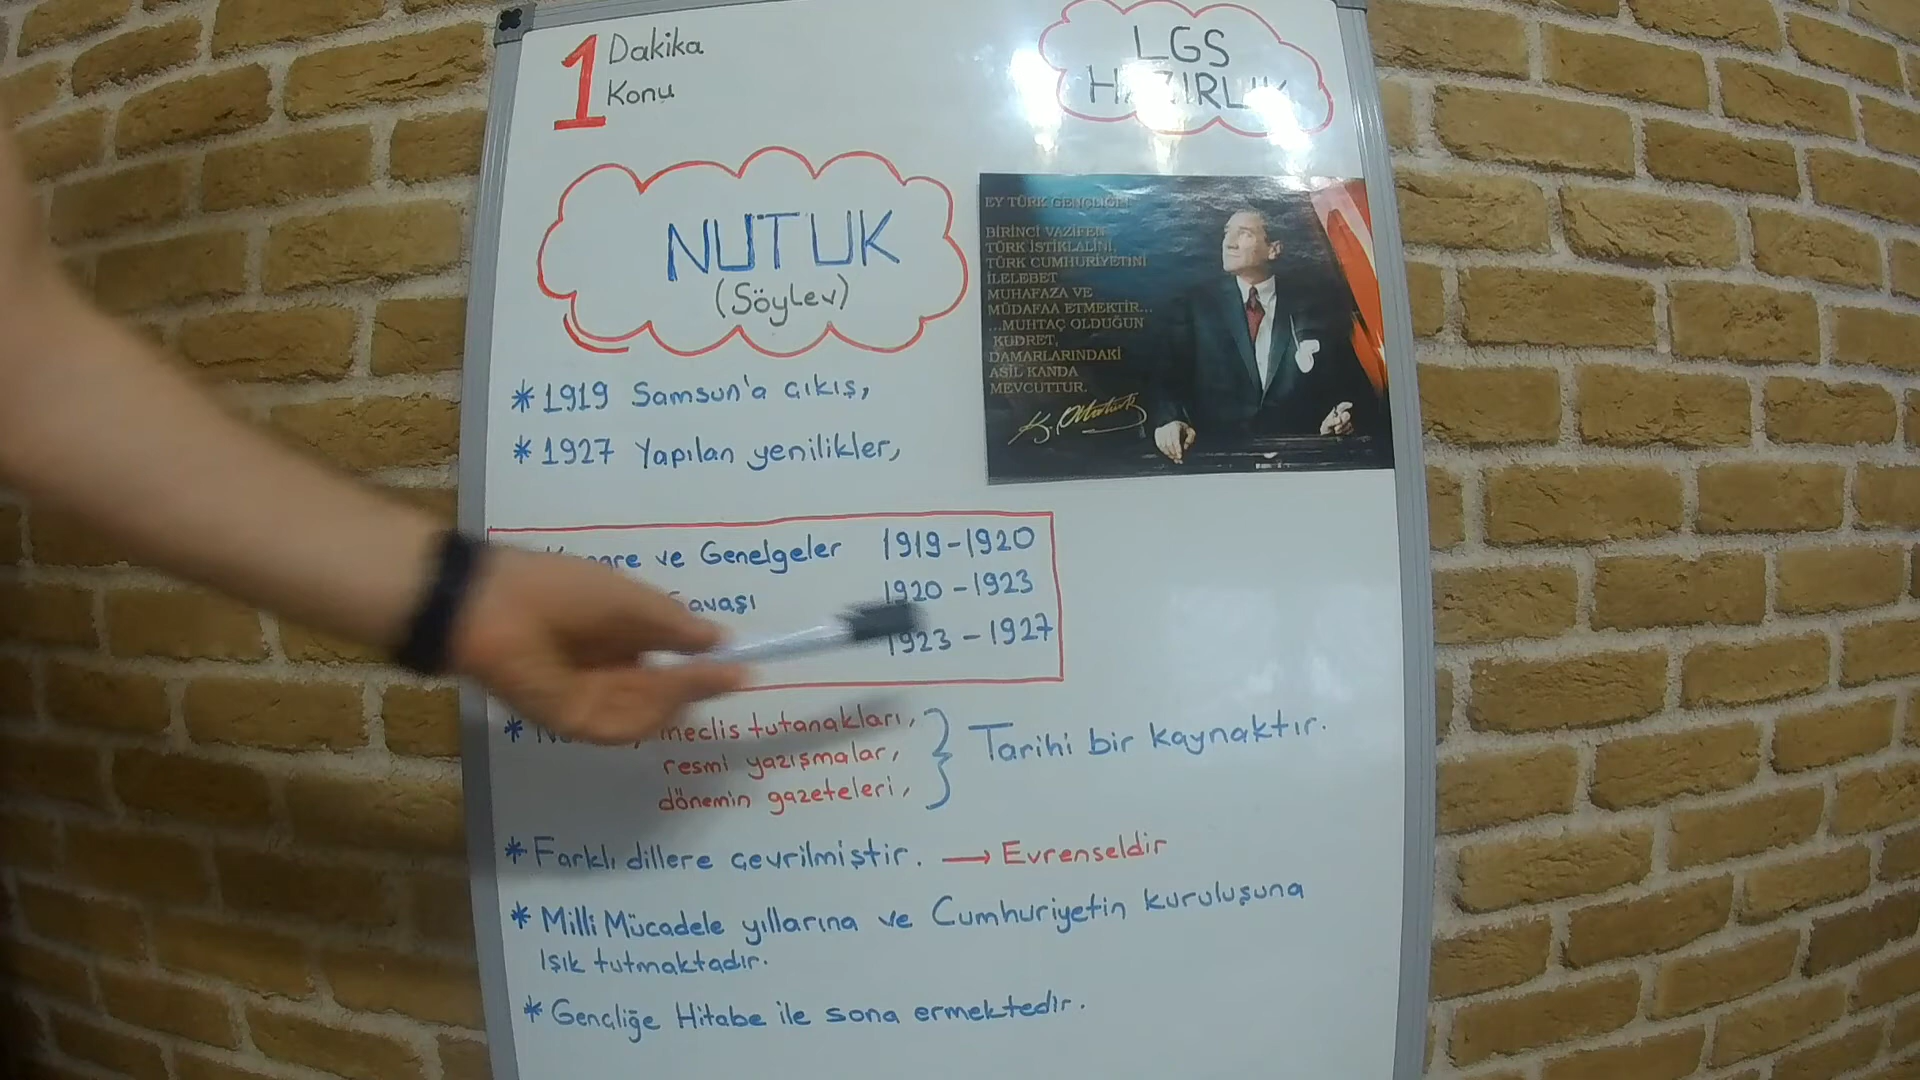 1 Dakika
Konu
LGS
HAZIRLIK
NUTUK
(Söylev)
EY TÜRK GENÇLİĞİ!
BİRİNCİ VAZİFEN
TÜRK İSTİKLALİNİ,
TÜRK CUMHURİYETİNİ
İLELEBET
MUHAFAZA VE
MÜDAFAA ETMEKTİR...
...MUHTAÇ OLDUĞUN
KUDRET,
DAMARLARINDAKİ
ASİL KANDA
MEVCUTTUR.
K. Atatürk
* 1919 Samsun'a çıkış,
* 1927 Yapılan yenilikler,
ve Genelgeler 1919-1920
Savaşı 1920-1923
1923-1927
* meclis tutanakları,
resmi yazışmalar,
dönemin gazeteleri,
} Tarihi bir kaynaktır.
* Farklı dillere çevrilmiştir. → Evrenseldir
* Milli Mücadele yıllarına ve Cumhuriyetin kuruluşuna
ışık tutmaktadır.
* Gençliğe Hitabe ile sona ermektedir.